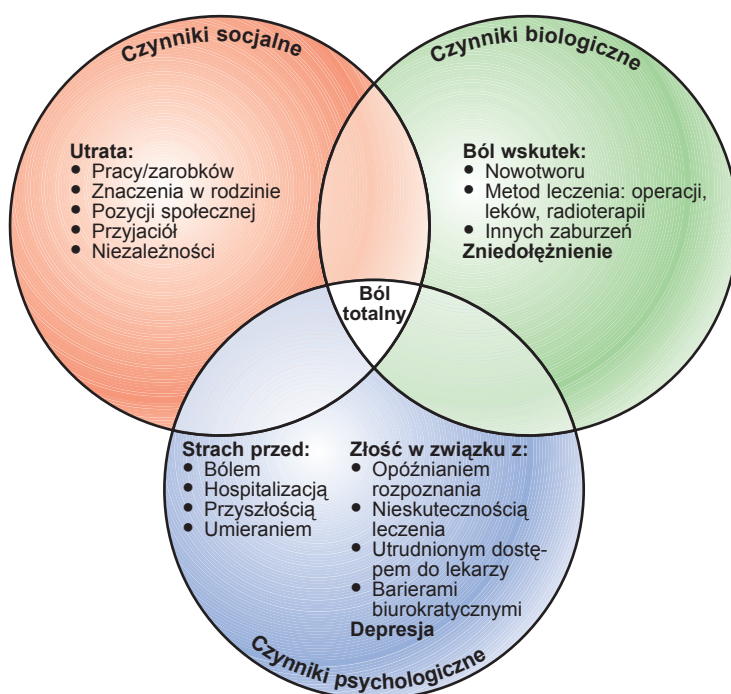 Czynniki socjalne
Utrata:
• Pracy/zarobków
• Znaczenia w rodzinie
• Pozycji społecznej
• Przyjaciół
• Niezależności
Czynniki biologiczne
Ból wskutek:
• Nowotworu
• Metod leczenia: operacji,
leków, radioterapii
• Innych zaburzeń
Zniedołężnienie
Ból
totalny
Strach przed:
• Bólem
• Hospitalizacją
• Przyszłością
• Umieraniem
Złość w związku z:
• Opóźnianiem
rozpoznania
• Nieskutecznością
leczenia
• Utrudnionym dostę-
pem do lekarzy
• Barierami
biurokratycznymi
Depresja
Czynniki psychologiczne